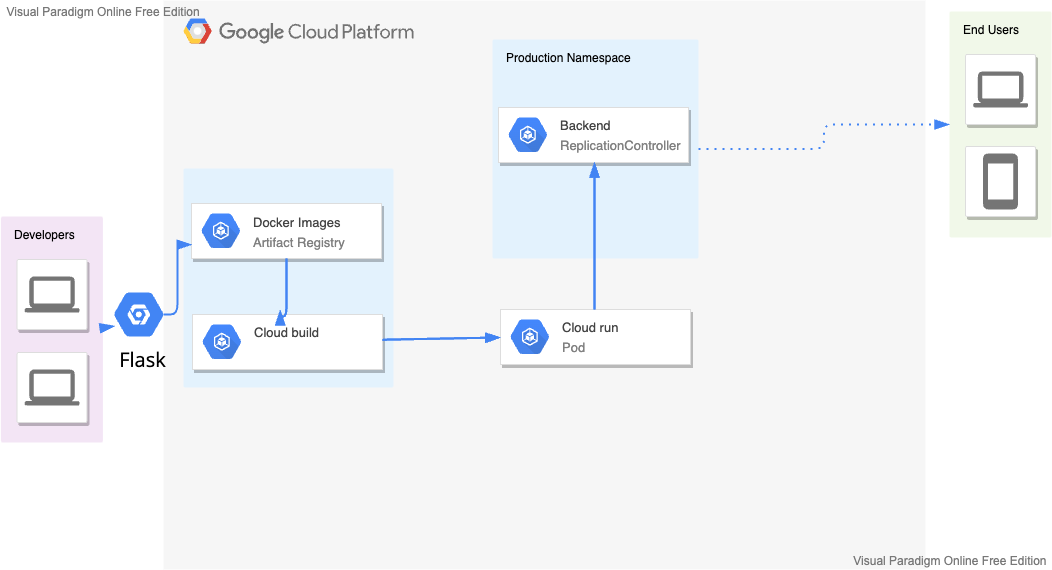 Visual Paradigm Online Free Edition
Google Cloud Platform
End Users
Production Namespace
Backend
ReplicationController
Docker Images
Artifact Registry
Developers
Cloud build
Cloud run
Pod
Flask
Visual Paradigm Online Free Edition